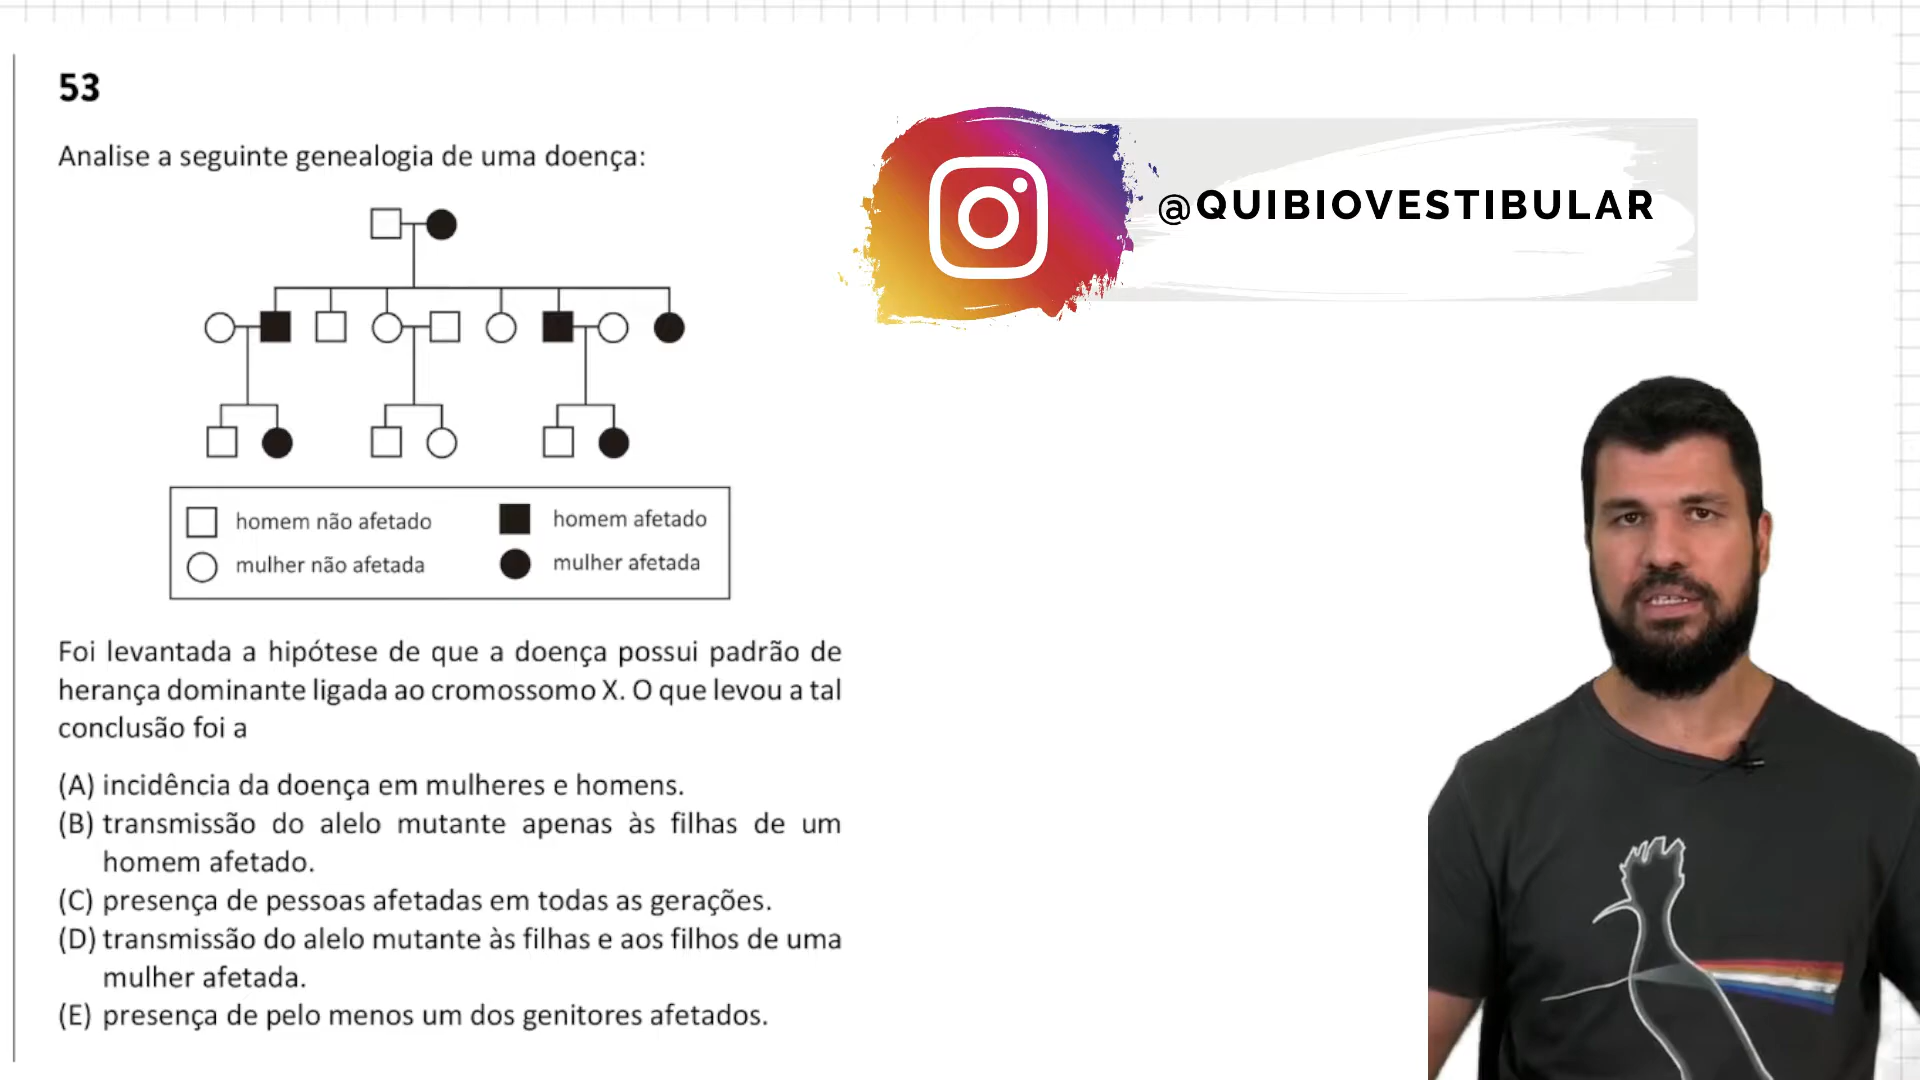 53
Analise a seguinte genealogia de uma doença:
homem não afetado
homem afetado
mulher não afetada
mulher afetada
Foi levantada a hipótese de que a doença possui padrão de
herança dominante ligada ao cromossomo X. O que levou a tal
conclusão foi a
(A) incidência da doença em mulheres e homens.
(B) transmissão do alelo mutante apenas às filhas de um
homem afetado.
(C) presença de pessoas afetadas em todas as gerações.
(D) transmissão do alelo mutante às filhas e aos filhos de uma
mulher afetada.
(E) presença de pelo menos um dos genitores afetados.
@QUIBIOVESTIBULAR